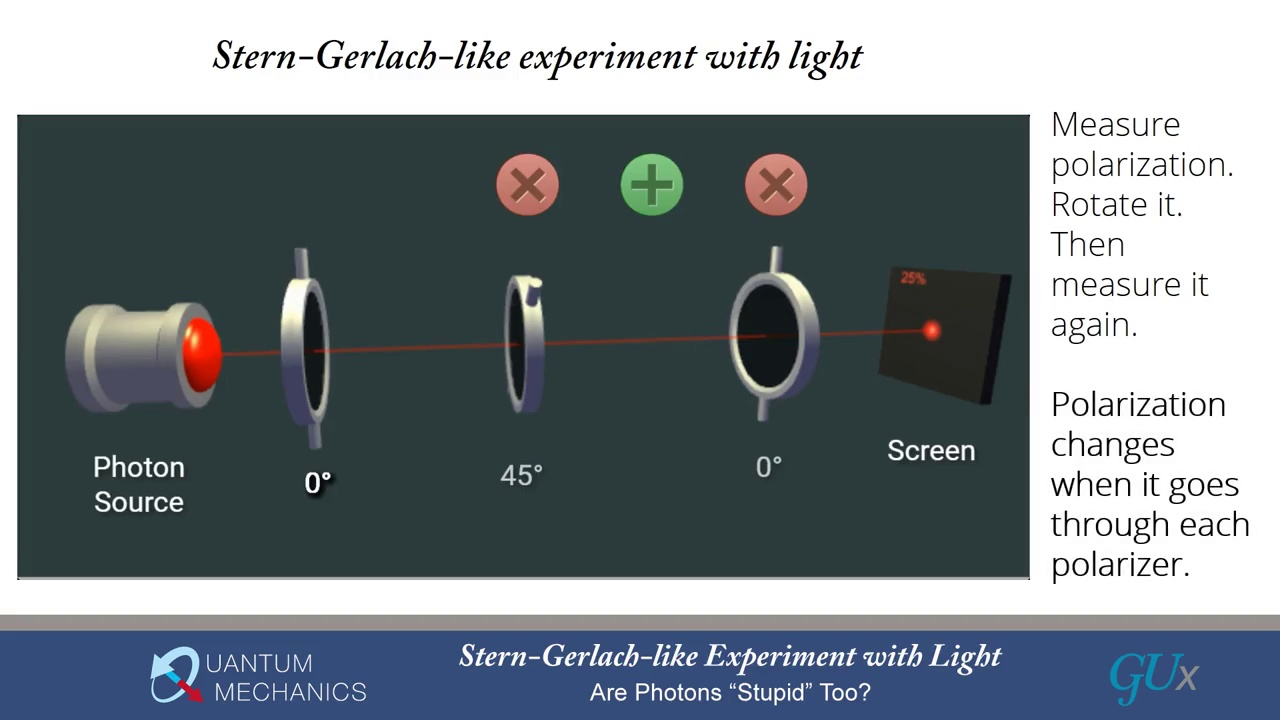 Stern-Gerlach-like experiment with light
Measure
polarization.
Rotate it.
Then
measure it
again.
Polarization
changes
when it goes
through each
polarizer.
25%
Photon
Source
0°
45°
0°
Screen
QUANTUM
MECHANICS
Stern-Gerlach-like Experiment with Light
Are Photons “Stupid” Too?
GUx